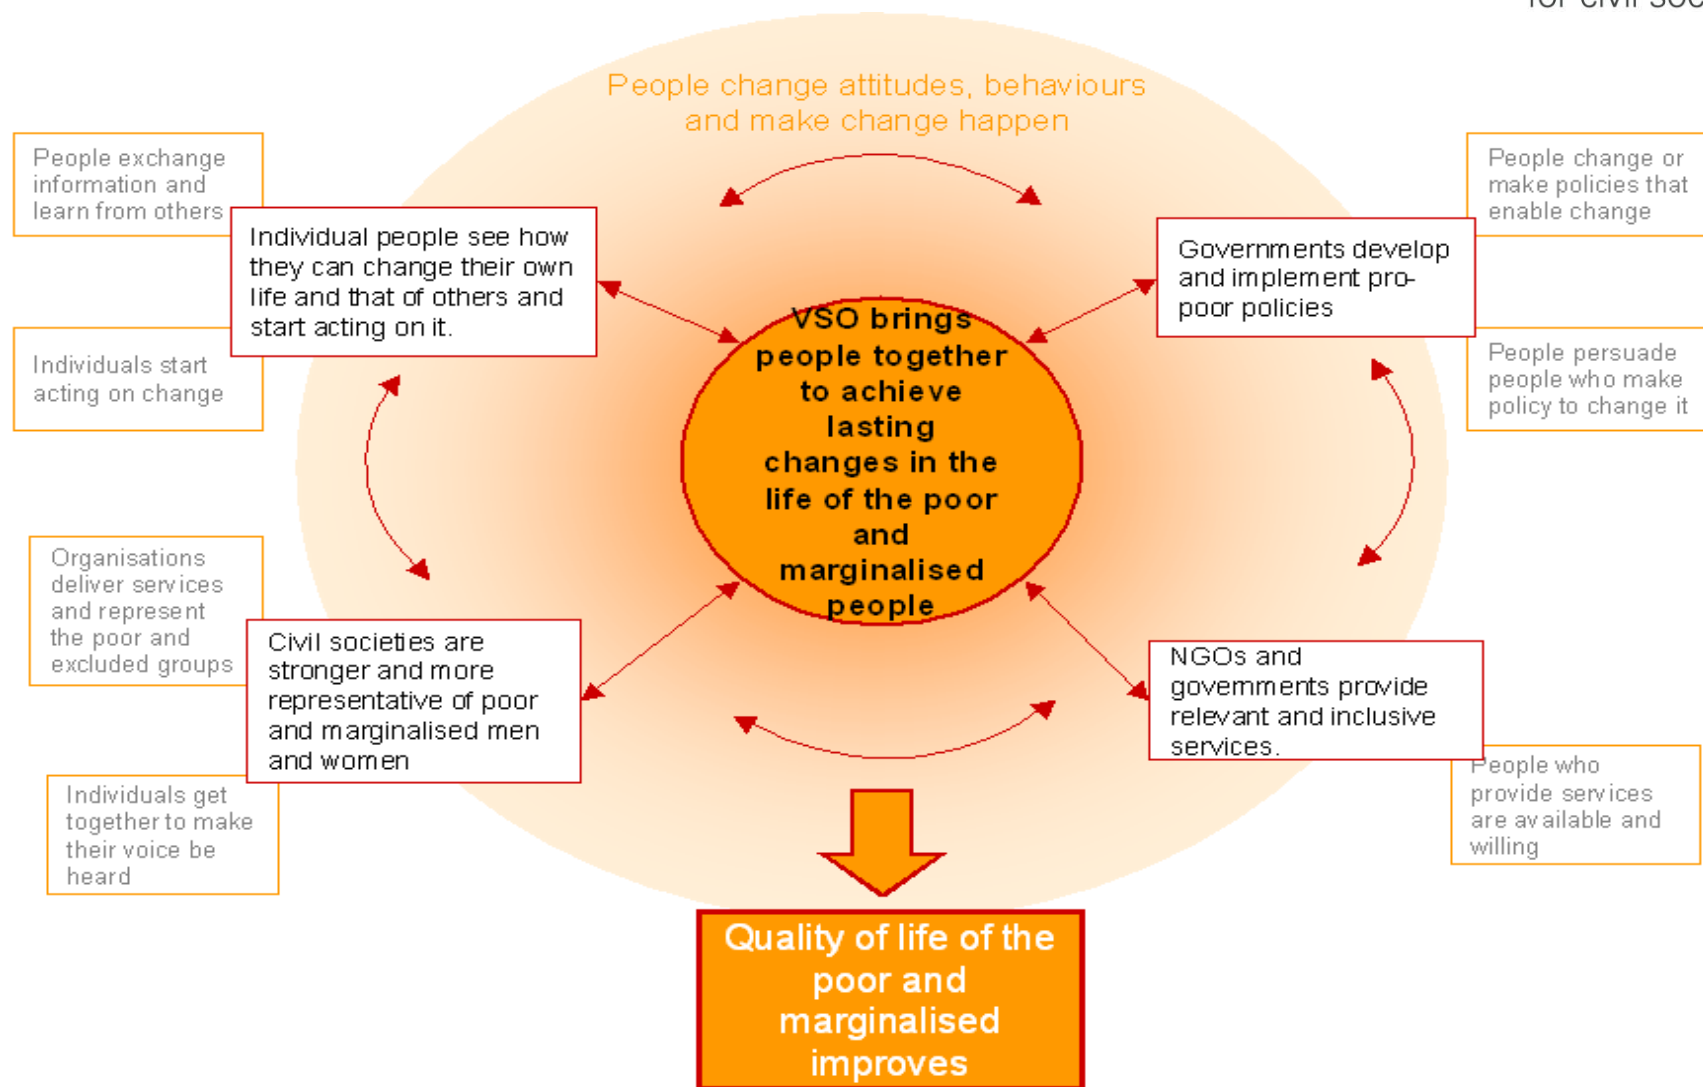 for civil soc
People change attitudes, behaviours
and make change happen
People exchange
information and
learn from others
Individual people see how
they can change their own
life and that of others and
start acting on it.
Individuals start
acting on change
People change or
make policies that
enable change
Governments develop
and implement pro-
poor policies
People persuade
people who make
policy to change it
VSO brings
people together
to achieve
lasting
changes in the
life of the poor
and
marginalised
people
Organisations
deliver services
and represent
the poor and
excluded groups
Civil societies are
stronger and more
representative of poor
and marginalised men
and women
Individuals get
together to make
their voice be
heard
NGOs and
governments provide
relevant and inclusive
services.
People who
provide services
are available and
willing
Quality of life of the
poor and
marginalised
improves